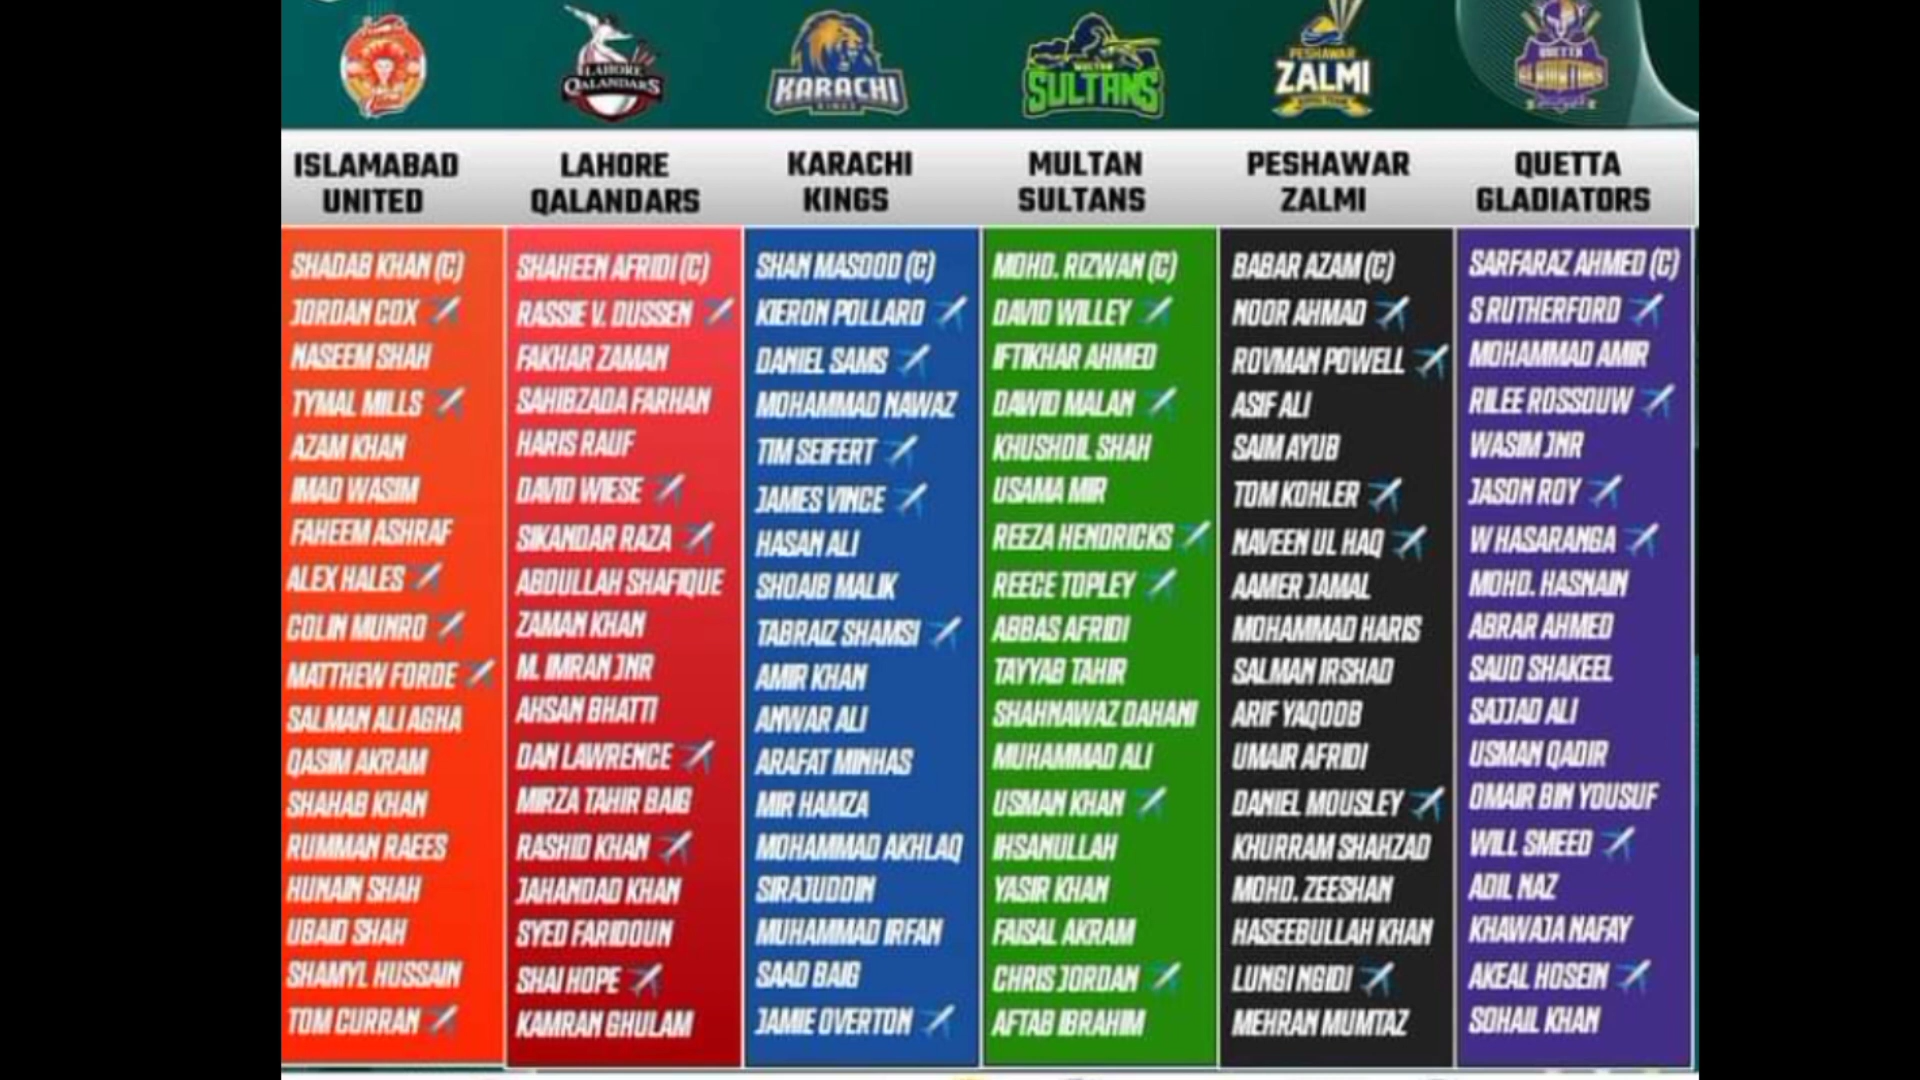 LAHORE
QALANDARS
KARACHI
KINGS
MULTAN
SULTANS
PESHAWAR
ZALMI
QUETTA
GLADIATORS
ISLAMABAD
UNITED
LAHORE
QALANDARS
KARACHI
KINGS
MULTAN
SULTANS
PESHAWAR
ZALMI
QUETTA
GLADIATORS
SHADAB KHAN (C)
JORDAN COX
NASEEM SHAH
TYMAL MILLS
AZAM KHAN
IMAD WASIM
FAHEEM ASHRAF
ALEX HALES
COLIN MUNRO
MATTHEW FORDE
SALMAN ALI AGHA
QASIM AKRAM
SHAHAB KHAN
RUMMAN RAEES
HUNAIN SHAH
UBAID SHAH
SHAMYL HUSSAIN
TOM CURRAN
SHAHEEN AFRIDI (C)
RASSIE V. DUSSEN
FAKHAR ZAMAN
SAHIBZADA FARHAN
HARIS RAUF
DAVID WIESE
SIKANDAR RAZA
ABDULLAH SHAFIQUE
ZAMAN KHAN
M. IMRAN JNR
AHSAN BHATTI
DAN LAWRENCE
MIRZA TAHIR BAIG
RASHID KHAN
JAHANDAD KHAN
SYED FARIDOUN
SHAI HOPE
KAMRAN GHULAM
SHAN MASOOD (C)
KIERON POLLARD
DANIEL SAMS
MOHAMMAD NAWAZ
TIM SEIFERT
JAMES VINCE
HASAN ALI
SHOAIB MALIK
TABRAIZ SHAMSI
AMIR KHAN
ANWAR ALI
ARAFAT MINHAS
MIR HAMZA
MOHAMMAD AKHLAQ
SIRAJUDDIN
MUHAMMAD IRFAN
SAAD BAIG
JAMIE OVERTON
MOHD. RIZWAN (C)
DAVID WILLEY
IFTIKHAR AHMED
DAWID MALAN
KHUSHDIL SHAH
USAMA MIR
REEZA HENDRICKS
REECE TOPLEY
ABBAS AFRIDI
TAYYAB TAHIR
SHAHNAWAZ DAHANI
MUHAMMAD ALI
USMAN KHAN
IHSANULLAH
YASIR KHAN
FAISAL AKRAM
CHRIS JORDAN
AFTAB IBRAHIM
BABAR AZAM (C)
NOOR AHMAD
ROVMAN POWELL
ASIF ALI
SAIM AYUB
TOM KOHLER
NAVEEN UL HAQ
AAMER JAMAL
MOHAMMAD HARIS
SALMAN IRSHAD
ARIF YAQOOB
UMAIR AFRIDI
DANIEL MOUSLEY
KHURRAM SHAHZAD
MOHD. ZEESHAN
HASEEBULLAH KHAN
LUNGI NGIDI
MEHRAN MUMTAZ
SARFARAZ AHMED (C)
S RUTHERFORD
MOHAMMAD AMIR
RILEE ROSSOUW
WASIM JNR
JASON ROY
W HASARANGA
MOHD. HASNAIN
ABRAR AHMED
SAUD SHAKEEL
SAJJAD ALI
USMAN QADIR
OMAIR BIN YOUSUF
WILL SMEED
ADIL NAZ
KHAWAJA NAFAY
AKEAL HOSEIN
SOHAIL KHAN